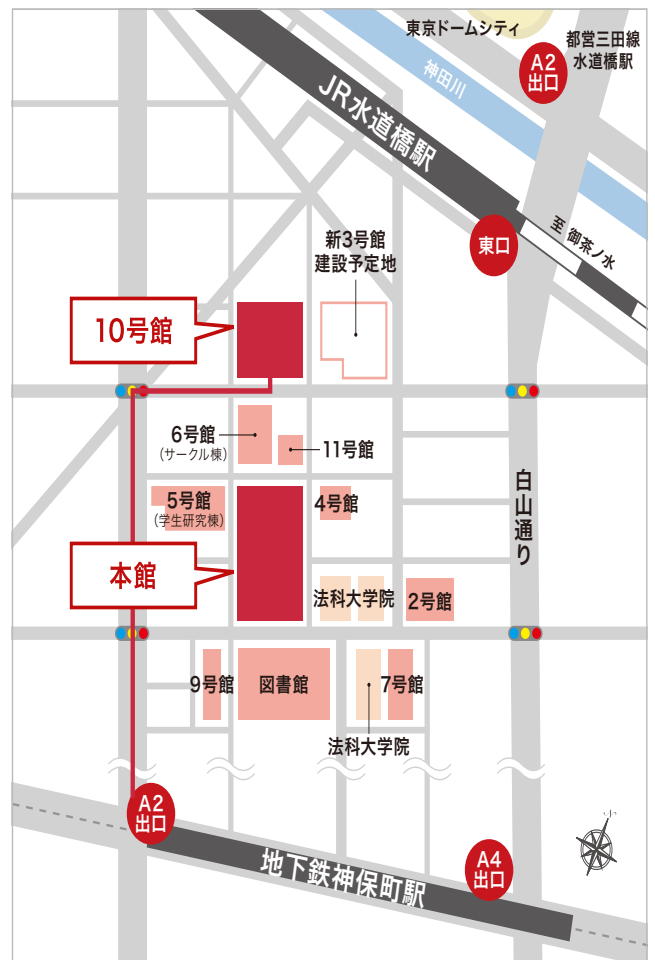 東京ドームシティ
都営三田線
水道橋駅
A2
出口
神田川
JR水道橋駅
東口
至 御茶ノ水
新3号館
建設予定地
10号館
6号館
(サークル棟)
11号館
5号館
(学生研究棟)
4号館
白山通り
本館
法科大学院
2号館
9号館
図書館
7号館
法科大学院
A2
出口
地下鉄神保町駅
A4
出口